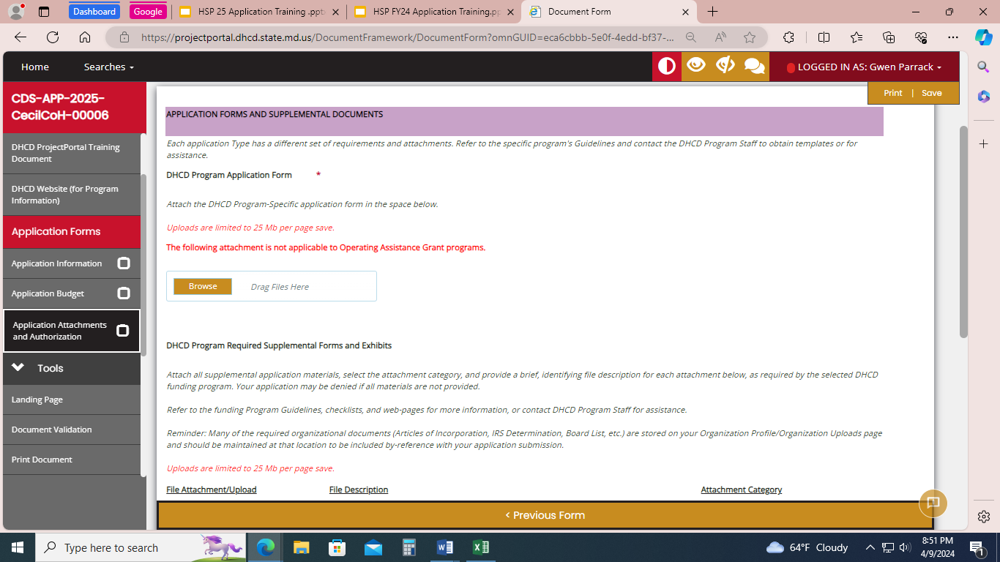 Dashboard
Google
HSP 25 Application Training .ppt
HSP FY24 Application Training.pp
Document Form
https://projectportal.dhcd.state.md.us/DocumentFramework/DocumentForm?omnGUID=eca6cbbb-5e0f-4edd-bf37-...
Home
Searches
LOGGED IN AS: Gwen Parrack
Print | Save
CDS-APP-2025-
CecilCoH-00006
DHCD ProjectPortal Training
Document
DHCD Website (for Program
Information)
Application Forms
Application Information
Application Budget
Application Attachments
and Authorization
Tools
Landing Page
Document Validation
Print Document
APPLICATION FORMS AND SUPPLEMENTAL DOCUMENTS
Each application Type has a different set of requirements and attachments. Refer to the specific program's Guidelines and contact the DHCD Program Staff to obtain templates or for
assistance.
DHCD Program Application Form *
Attach the DHCD Program-Specific application form in the space below.
Uploads are limited to 25 Mb per page save.
The following attachment is not applicable to Operating Assistance Grant programs.
Browse Drag Files Here
DHCD Program Required Supplemental Forms and Exhibits
Attach all supplemental application materials, select the attachment category, and provide a brief, identifying file description for each attachment below, as required by the selected DHCD
funding program. Your application may be denied if all materials are not provided.
Refer to the funding Program Guidelines, checklists, and web-pages for more information, or contact DHCD Program Staff for assistance.
Reminder: Many of the required organizational documents (Articles of Incorporation, IRS Determination, Board List, etc.) are stored on your Organization Profile/Organization Uploads page
and should be maintained at that location to be included by-reference with your application submission.
Uploads are limited to 25 Mb per page save.
File Attachment/Upload File Description Attachment Category
< Previous Form
Type here to search
64°F Cloudy
8:51 PM
4/9/2024
1